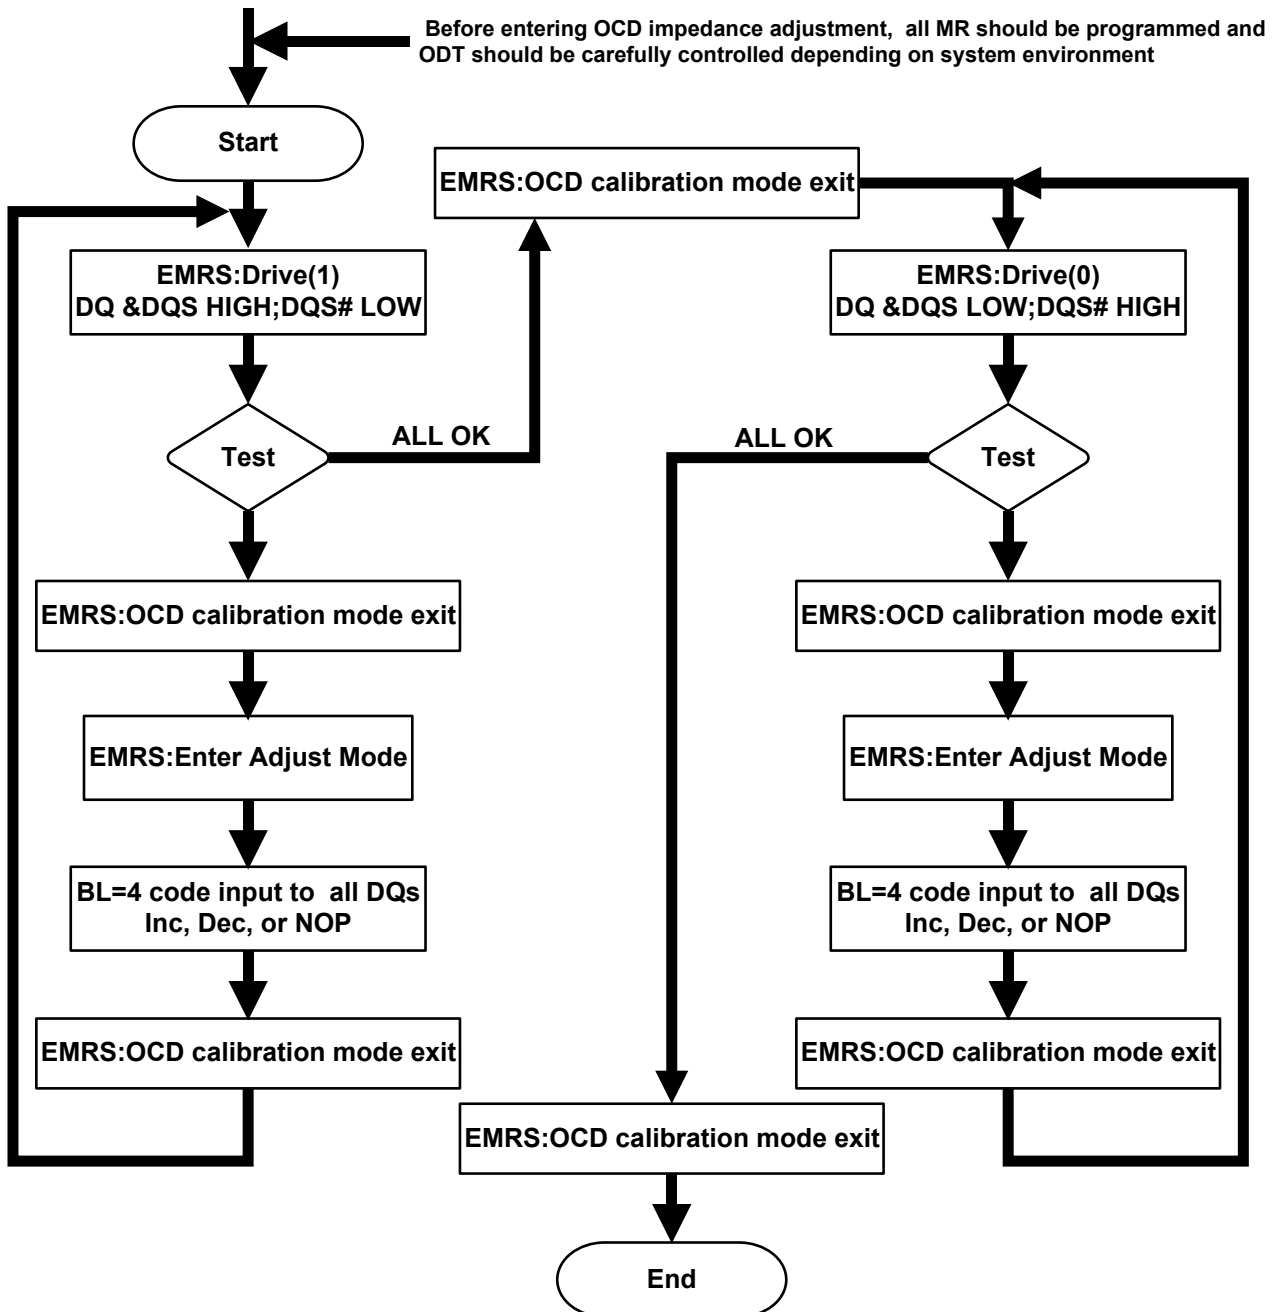 Before entering OCD impedance adjustment, all MR should be programmed and
ODT should be carefully controlled depending on system environment
Start
EMRS:OCD calibration mode exit
EMRS:Drive(1)
DQ &DQS HIGH;DQS# LOW
EMRS:Drive(0)
DQ &DQS LOW;DQS# HIGH
Test
ALL OK
ALL OK
Test
EMRS:OCD calibration mode exit
EMRS:OCD calibration mode exit
EMRS:Enter Adjust Mode
EMRS:Enter Adjust Mode
BL=4 code input to all DQs
Inc, Dec, or NOP
BL=4 code input to all DQs
Inc, Dec, or NOP
EMRS:OCD calibration mode exit
EMRS:OCD calibration mode exit
EMRS:OCD calibration mode exit
End